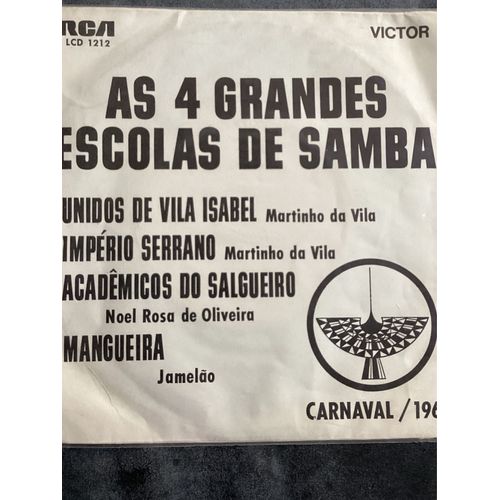 RCA VICTOR
LCD 1212
AS 4 GRANDES
ESCOLAS DE SAMBA
UNIDOS DE VILA ISABEL Martinho da Vila
IMPÉRIO SERRANO Martinho da Vila
ACADÊMICOS DO SALGUEIRO
Noel Rosa de Oliveira
MANGUEIRA
Jamelão
CARNAVAL / 196